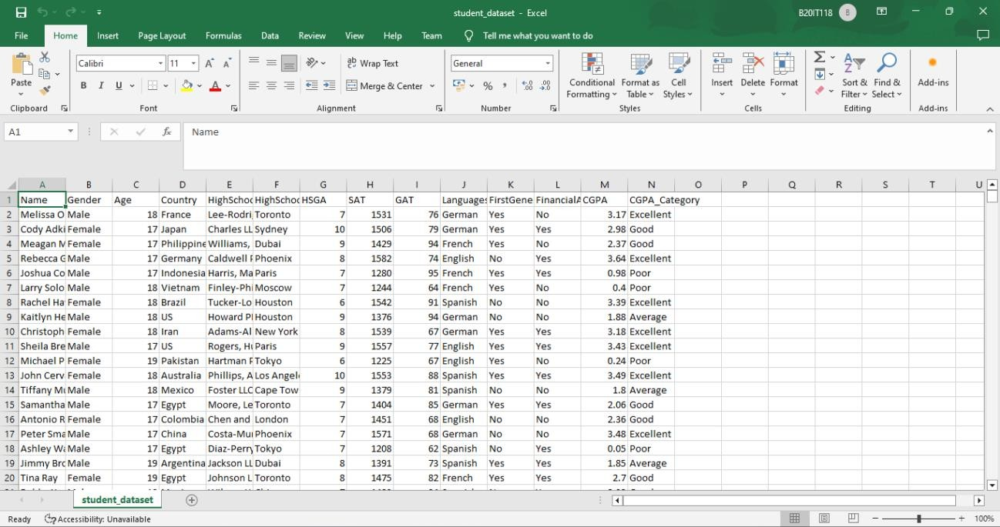 student_dataset - Excel
B20IT118 B
File Home Insert Page Layout Formulas Data Review View Help Team Tell me what you want to do
Paste
Calibri 11 A A
B I U A
ab Wrap Text
Merge & Center
General
% ,
Conditional Formatting
Format as Table
Cell Styles
Insert Delete Format
Sort & Filter
Find & Select
Add-ins
Clipboard Font Alignment Number Styles Cells Editing Add-ins
A1 fx Name
A B C D E F G H I J K L M N O P Q R S T U
1 Name Gender Age Country HighSchoo HighSchoo HSGA SAT GAT Languages FirstGene FinancialA CGPA CGPA_Category
2 Melissa O Male 18 France Lee-Rodri Toronto 7 1531 76 German Yes No 3.17 Excellent
3 Cody Adki Female 17 Japan Charles LL Sydney 10 1506 79 German Yes Yes 2.98 Good
4 Meagan M Female 17 Philippine Williams, Dubai 9 1429 94 French Yes No 2.37 Good
5 Rebecca G Male 17 Germany Caldwell P Phoenix 8 1582 74 English No Yes 3.64 Excellent
6 Joshua Co Male 17 Indonesia Harris, Ma Paris 7 1280 95 French Yes Yes 0.98 Poor
7 Larry Solo Male 18 Vietnam Finley-Phi Moscow 7 1244 64 French Yes No 0.4 Poor
8 Rachel Ha Female 18 Brazil Tucker-Lo Houston 6 1542 91 Spanish No No 3.39 Excellent
9 Kaitlyn He Male 18 US Howard Pl Houston 9 1376 94 German No No 1.88 Average
10 Christoph Female 18 Iran Adams-Al New York 8 1539 67 German Yes Yes 3.18 Excellent
11 Sheila Bre Male 17 US Rogers, Hu Paris 9 1557 77 English Yes Yes 3.43 Excellent
12 Michael P Female 19 Pakistan Hartman P Tokyo 6 1225 67 English Yes No 0.24 Poor
13 John Cerv Female 18 Australia Phillips, A Los Angel 10 1553 88 Spanish Yes Yes 3.49 Excellent
14 Tiffany Mu Male 18 Mexico Foster LLC Cape Tow 9 1379 81 Spanish No No 1.8 Average
15 Samantha Male 17 Egypt Moore, Le Toronto 7 1404 85 German Yes Yes 2.06 Good
16 Antonio R Female 17 Colombia Chen and London 7 1451 68 English No No 2.36 Good
17 Peter Sma Male 17 China Costa-Mur Phoenix 7 1571 68 German No No 3.48 Excellent
18 Ashley Wa Male 17 Egypt Diaz-Perry Tokyo 7 1208 62 Spanish No Yes 0.05 Poor
19 Jimmy Bro Male 19 Argentina Jackson LL Dubai 8 1391 73 Spanish Yes Yes 1.85 Average
20 Tina Ray Female 19 Egypt Johnson L Toronto 8 1475 82 French Yes Yes 2.7 Good
student_dataset
Ready Accessibility: Unavailable 100%